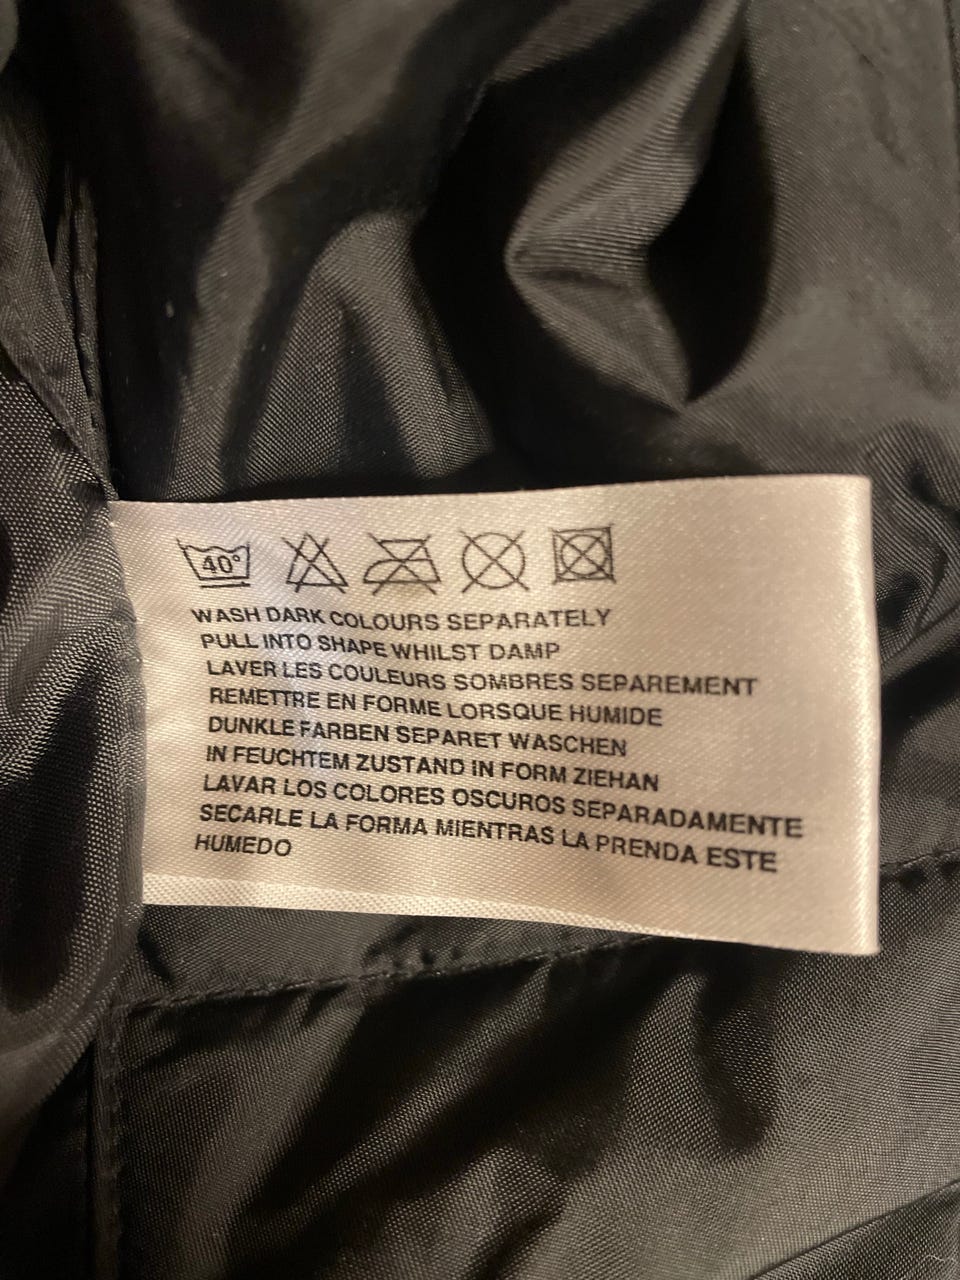 40°
WASH DARK COLOURS SEPARATELY
PULL INTO SHAPE WHILST DAMP
LAVER LES COULEURS SOMBRES SEPAREMENT
REMETTRE EN FORME LORSQUE HUMIDE
DUNKLE FARBEN SEPARET WASCHEN
IN FEUCHTEM ZUSTAND IN FORM ZIEHAN
LAVAR LOS COLORES OSCUROS SEPARADAMENTE
SECARLE LA FORMA MIENTRAS LA PRENDA ESTE
HUMEDO